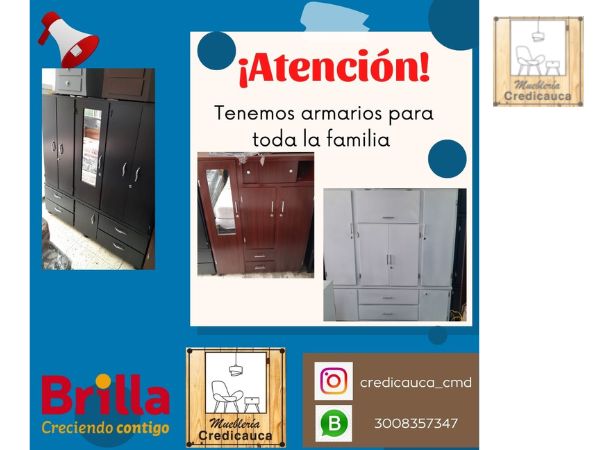 ¡Atención!
Tenemos armarios para
toda la familia
Mueblería
Credicauca
Brilla
Creciendo contigo
Mueblería
Credicauca
credicauca_cmd
B
3008357347